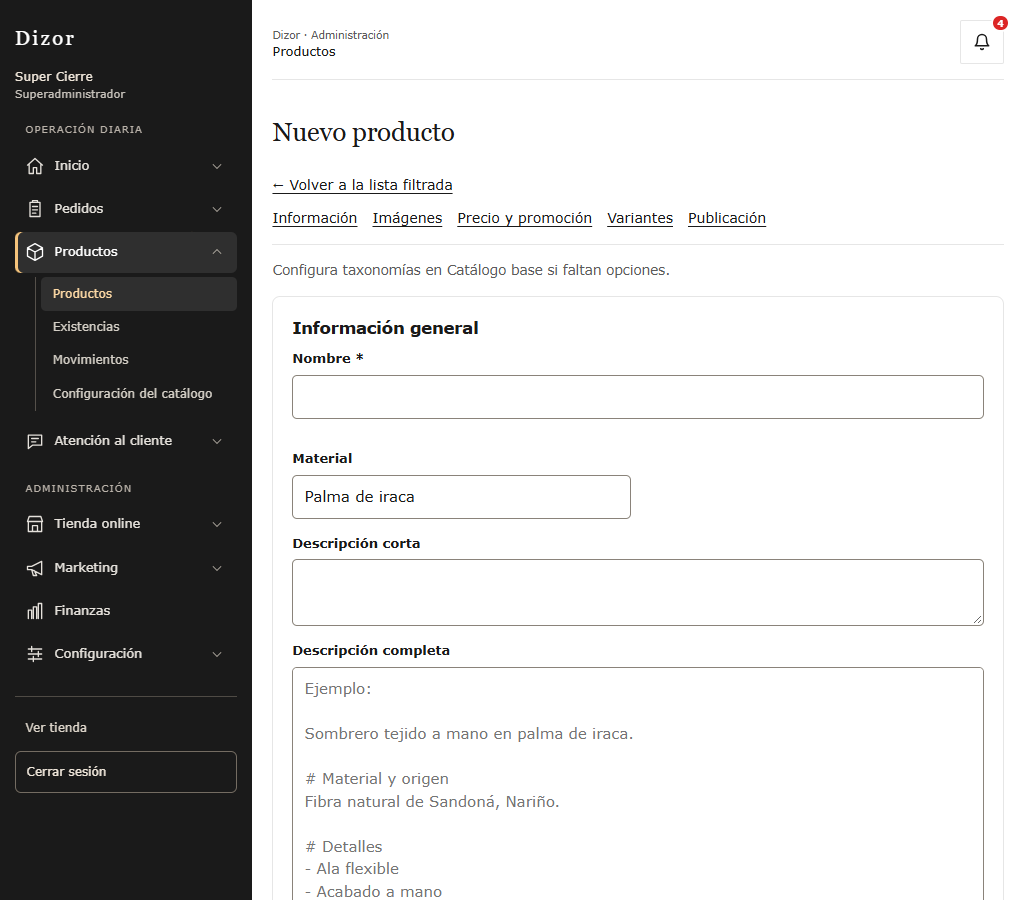 Dizor
Super Cierre
Superadministrador
OPERACIÓN DIARIA
Inicio
Pedidos
Productos
Productos
Existencias
Movimientos
Configuración del catálogo
Atención al cliente
ADMINISTRACIÓN
Tienda online
Marketing
Finanzas
Configuración
Ver tienda
Cerrar sesión
Dizor · Administración
Productos
4
Nuevo producto
← Volver a la lista filtrada
Información Imágenes Precio y promoción Variantes Publicación
Configura taxonomías en Catálogo base si faltan opciones.
Información general
Nombre *
Material
Palma de iraca
Descripción corta
Descripción completa
Ejemplo:
Sombrero tejido a mano en palma de iraca.
# Material y origen
Fibra natural de Sandoná, Nariño.
# Detalles
- Ala flexible
- Acabado a mano